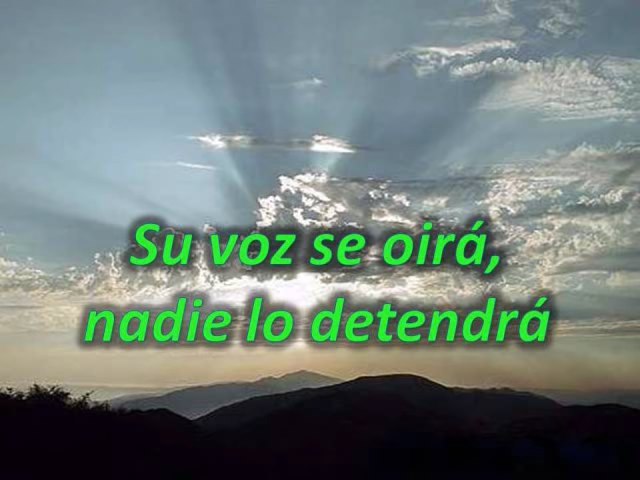 Su voz se oirá,
nadie lo detendrá